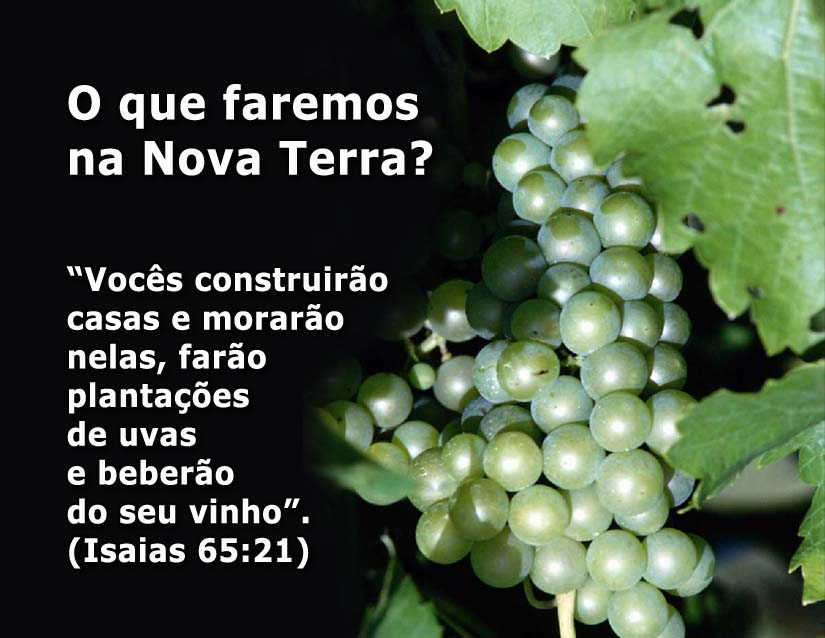 O que faremos
na Nova Terra?
“Vocês construirão
casas e morarão
nelas, farão
plantações
de uvas
e beberão
do seu vinho”.
(Isaias 65:21)